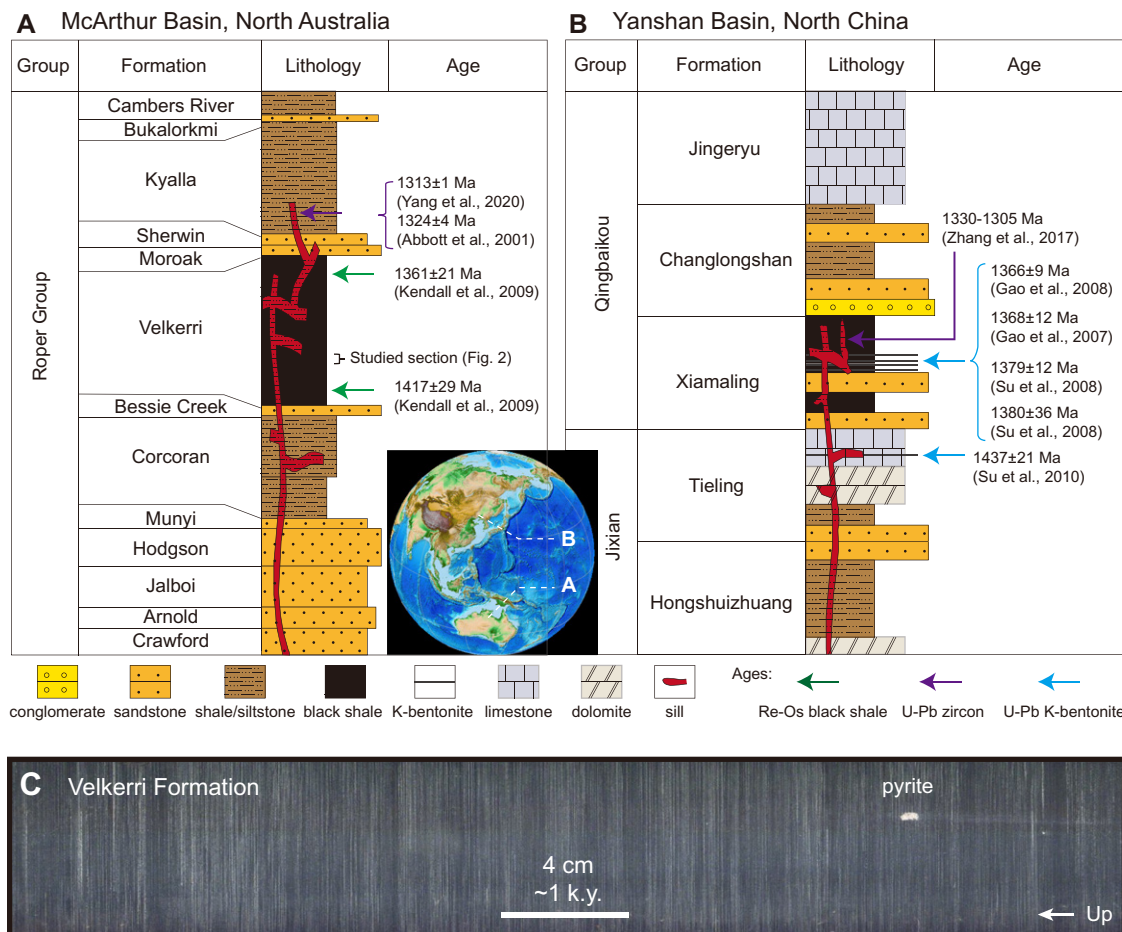 A McArthur Basin, North Australia
Group Formation Lithology Age
Roper Group
Cambers River
Bukalorkmi
Kyalla
Sherwin
Moroak
Velkerri
Bessie Creek
Corcoran
Munyi
Hodgson
Jalboi
Arnold
Crawford
1313±1 Ma
(Yang et al., 2020)
1324±4 Ma
(Abbott et al., 2001)
1361±21 Ma
(Kendall et al., 2009)
Studied section (Fig. 2)
1417±29 Ma
(Kendall et al., 2009)
B
A
B Yanshan Basin, North China
Group Formation Lithology Age
Qingbaikou
Jixian
Jingeryu
Changlongshan
Xiamaling
Tieling
Hongshuizhuang
1330-1305 Ma
(Zhang et al., 2017)
1366±9 Ma
(Gao et al., 2008)
1368±12 Ma
(Gao et al., 2007)
1379±12 Ma
(Su et al., 2008)
1380±36 Ma
(Su et al., 2008)
1437±21 Ma
(Su et al., 2010)
conglomerate sandstone shale/siltstone black shale K-bentonite limestone dolomite sill
Ages:
Re-Os black shale U-Pb zircon U-Pb K-bentonite
C Velkerri Formation
pyrite
4 cm
~1 k.y.
Up